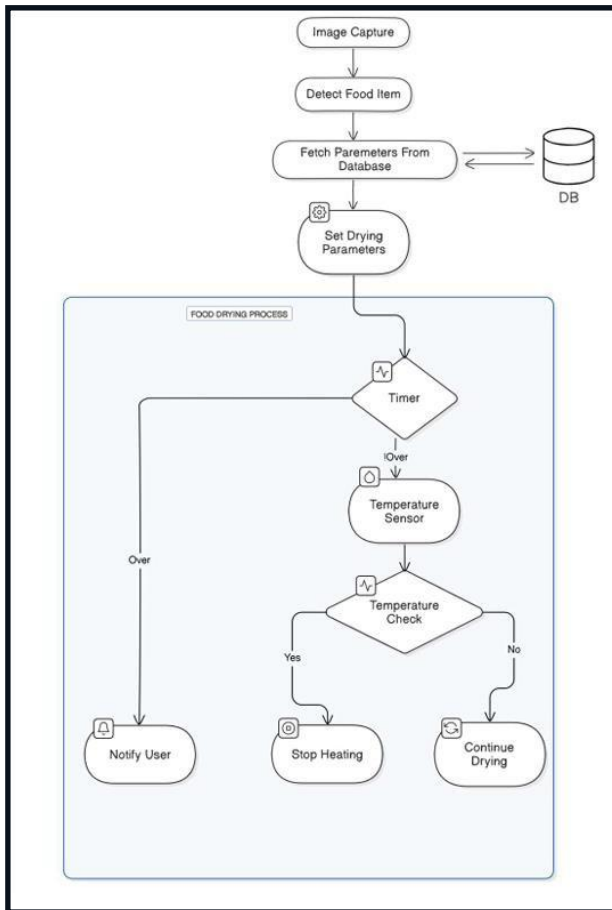 Image Capture
Detect Food Item
Fetch Paremeters From
Database
DB
Set Drying
Parameters
FOOD DRYING PROCESS
Timer
!Over
Temperature
Sensor
Over
Temperature
Check
Yes
No
Notify User
Stop Heating
Continue
Drying